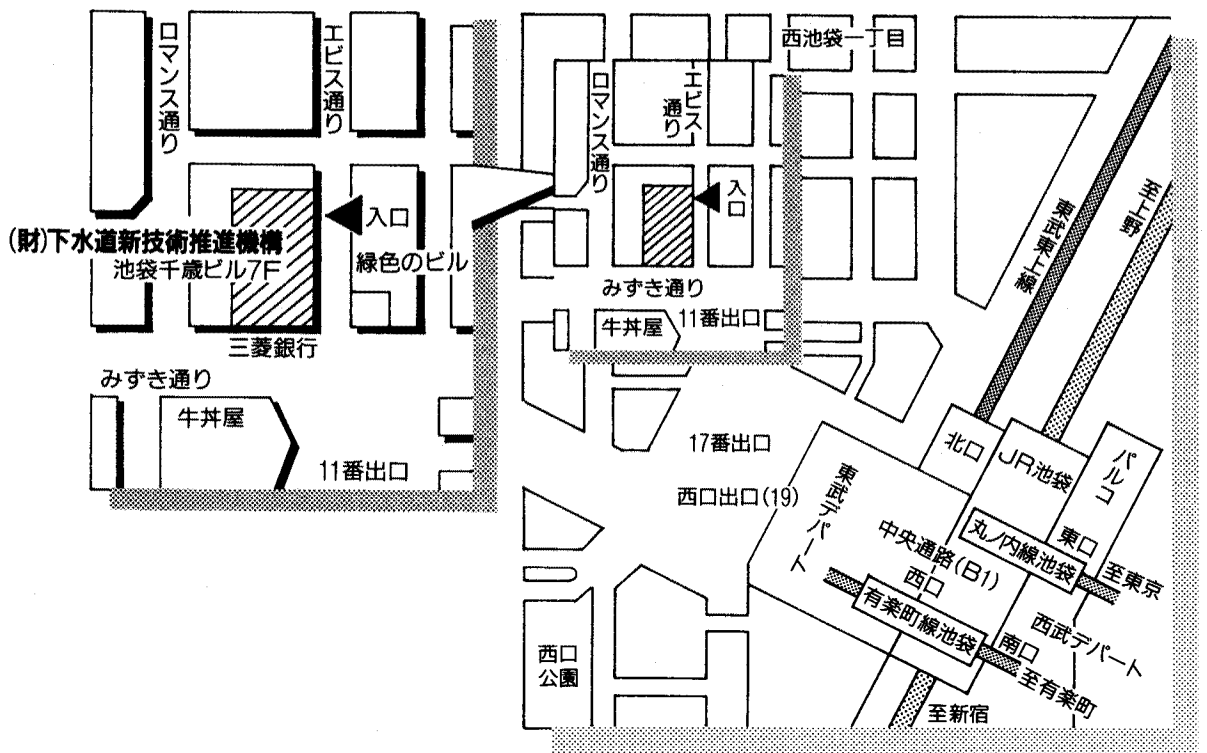 ロマンス通り
エビス通り
入口
(財)下水道新技術推進機構
池袋千歳ビル7F
緑色のビル
三菱銀行
みずき通り
牛丼屋
11番出口
西池袋一丁目
ロマンス通り
エビス
通り
入口
みずき通り
牛丼屋
11番出口
東武東上線
至上野
17番出口
西口出口(19)
東武デパート
北口
JR池袋
パルコ
中央通路(B1)
西口
丸ノ内線池袋
東口
至東京
有楽町線池袋
南口
西武デパート
至有楽町
至新宿
西口
公園